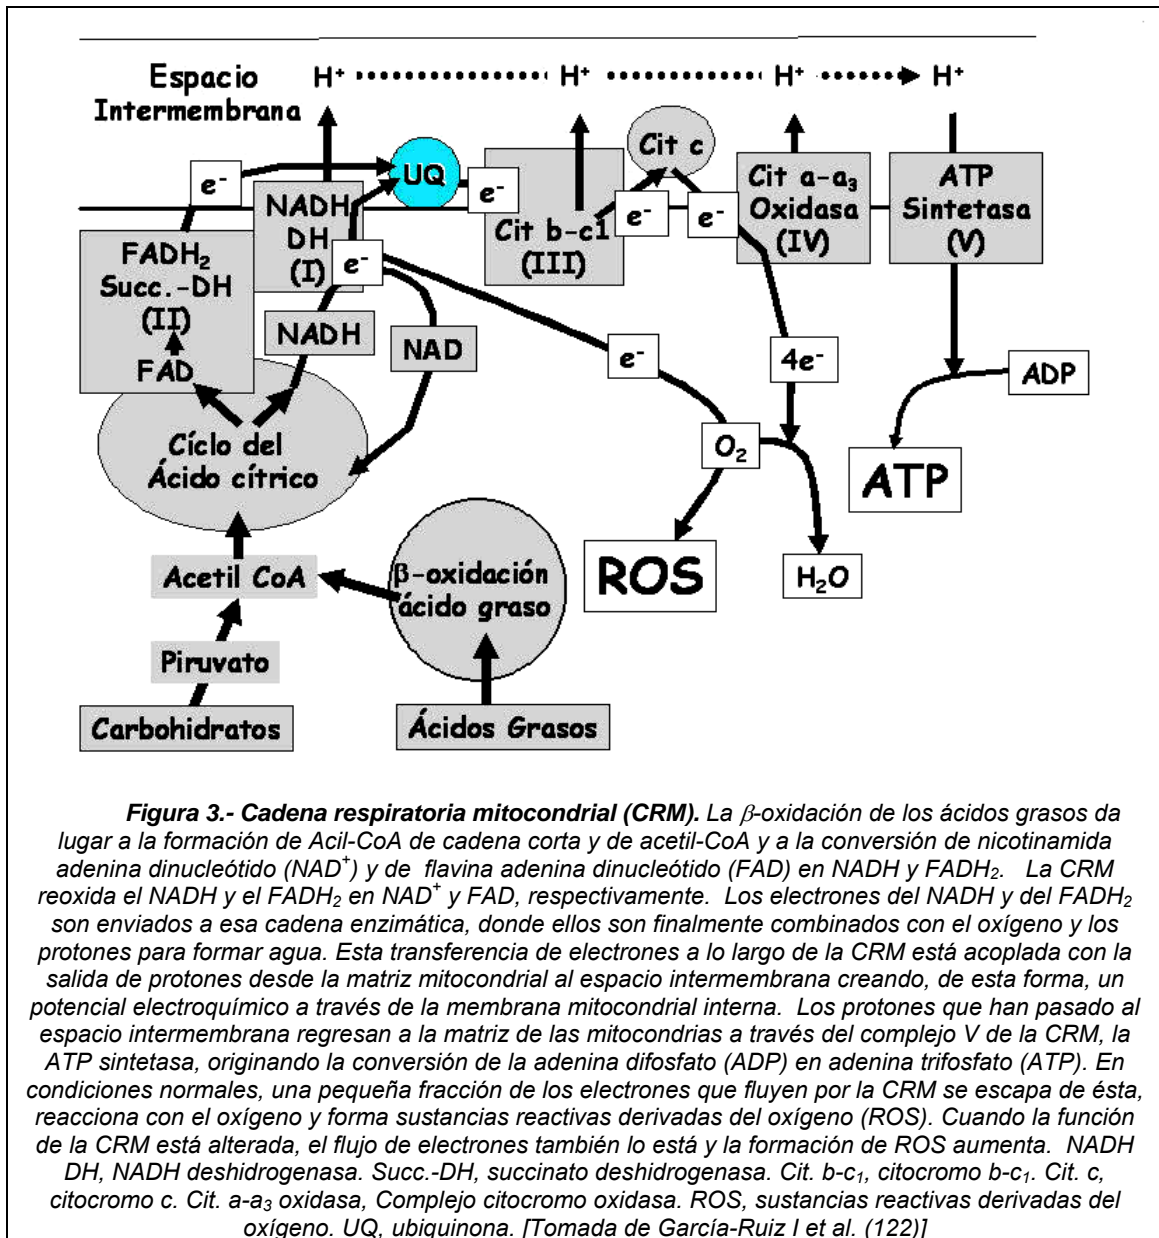 Espacio
Intermembrana
H⁺
H⁺
H⁺
H⁺
e⁻
UQ
e⁻
Cit c
NADH
DH
(I)
Cit b-c1
(III)
e⁻
e⁻
Cit a-a₃
Oxidasa
(IV)
ATP
Sintetasa
(V)
FADH₂
Succ.-DH
(II)
FAD
e⁻
NADH
NAD
e⁻
4e⁻
ADP
Cíclo del
Ácido cítrico
O₂
ATP
Acetil CoA
β-oxidación
ácido graso
ROS
H₂O
Piruvato
Carbohidratos
Ácidos Grasos
Figura 3.- Cadena respiratoria mitocondrial (CRM). La β-oxidación de los ácidos grasos da
lugar a la formación de Acil-CoA de cadena corta y de acetil-CoA y a la conversión de nicotinamida
adenina dinucleótido (NAD⁺) y de flavina adenina dinucleótido (FAD) en NADH y FADH₂. La CRM
reoxida el NADH y el FADH₂ en NAD⁺ y FAD, respectivamente. Los electrones del NADH y del FADH₂
son enviados a esa cadena enzimática, donde ellos son finalmente combinados con el oxígeno y los
protones para formar agua. Esta transferencia de electrones a lo largo de la CRM está acoplada con la
salida de protones desde la matriz mitocondrial al espacio intermembrana creando, de esta forma, un
potencial electroquímico a través de la membrana mitocondrial interna. Los protones que han pasado al
espacio intermembrana regresan a la matriz de las mitocondrias a través del complejo V de la CRM, la
ATP sintetasa, originando la conversión de la adenina difosfato (ADP) en adenina trifosfato (ATP). En
condiciones normales, una pequeña fracción de los electrones que fluyen por la CRM se escapa de ésta,
reacciona con el oxígeno y forma sustancias reactivas derivadas del oxígeno (ROS). Cuando la función
de la CRM está alterada, el flujo de electrones también lo está y la formación de ROS aumenta. NADH
DH, NADH deshidrogenasa. Succ.-DH, succinato deshidrogenasa. Cit. b-c₁, citocromo b-c₁. Cit. c,
citocromo c. Cit. a-a₃ oxidasa, Complejo citocromo oxidasa. ROS, sustancias reactivas derivadas del
oxígeno. UQ, ubiquinona. [Tomada de García-Ruiz I et al. (122)]